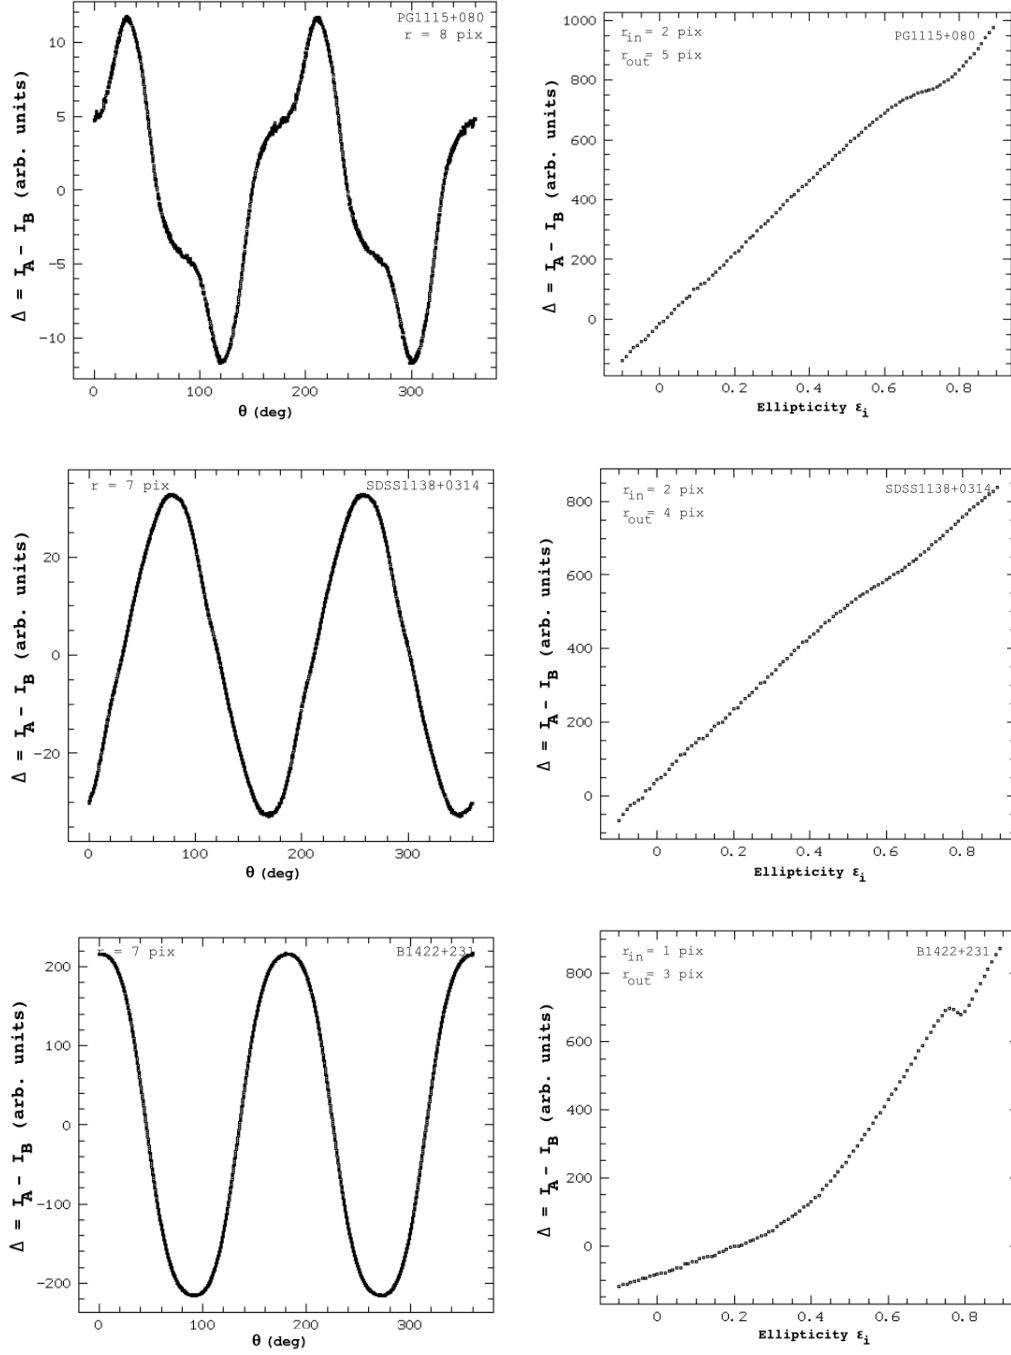 PG1115+080
r = 8 pix
10
5
0
-5
-10
0
200
300
Δ = I_A - I_B (arb. units)
θ (deg)
r_in = 2 pix
r_out = 5 pix
PG1115+080
1000
800
600
400
200
0
0
0.2
0.4
0.6
0.8
Δ = I_A - I_B (arb. units)
Ellipticity ε_i
r = 7 pix
SDSS1138+0314
20
0
-20
0
100
200
300
Δ = I_A - I_B (arb. units)
θ (deg)
r_in = 2 pix
r_out = 4 pix
SDSS1138+0314
800
600
400
200
0
0
0.2
0.4
0.6
0.8
Δ = I_A - I_B (arb. units)
Ellipticity ε_i
r = 7 pix
B1422+231
200
100
0
-100
-200
0
100
200
300
Δ = I_A - I_B (arb. units)
θ (deg)
r_in = 1 pix
r_out = 3 pix
B1422+231
800
600
400
200
0
0
0.2
0.4
0.6
0.8
Δ = I_A - I_B (arb. units)
Ellipticity ε_i